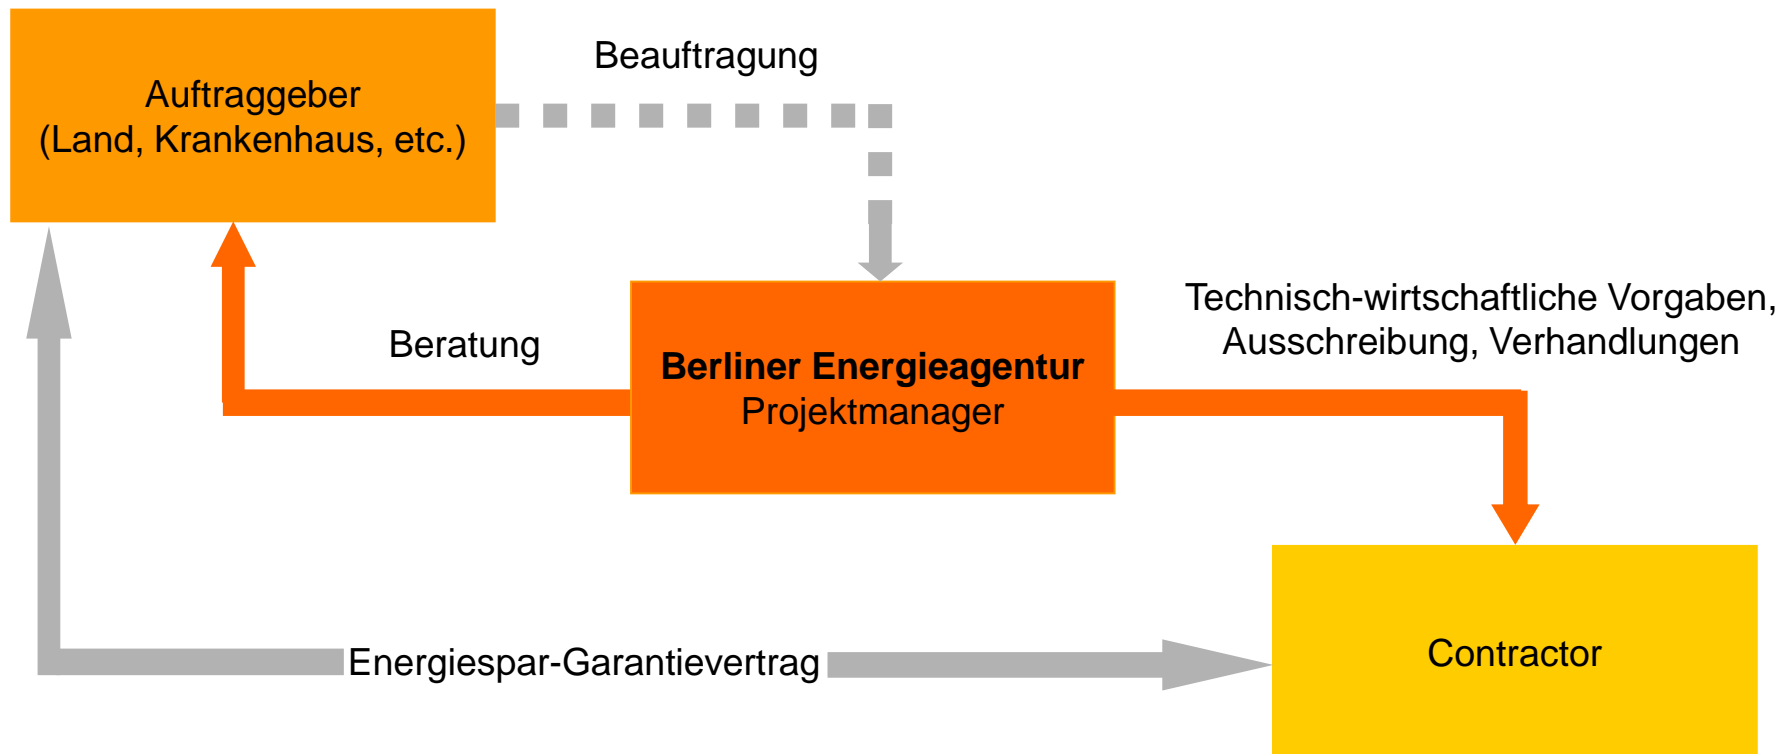 Beauftragung
Auftraggeber
(Land, Krankenhaus, etc.)
Technisch-wirtschaftliche Vorgaben,
Ausschreibung, Verhandlungen
Beratung
Berliner Energieagentur
Projektmanager
Energiespar-Garantievertrag
Contractor